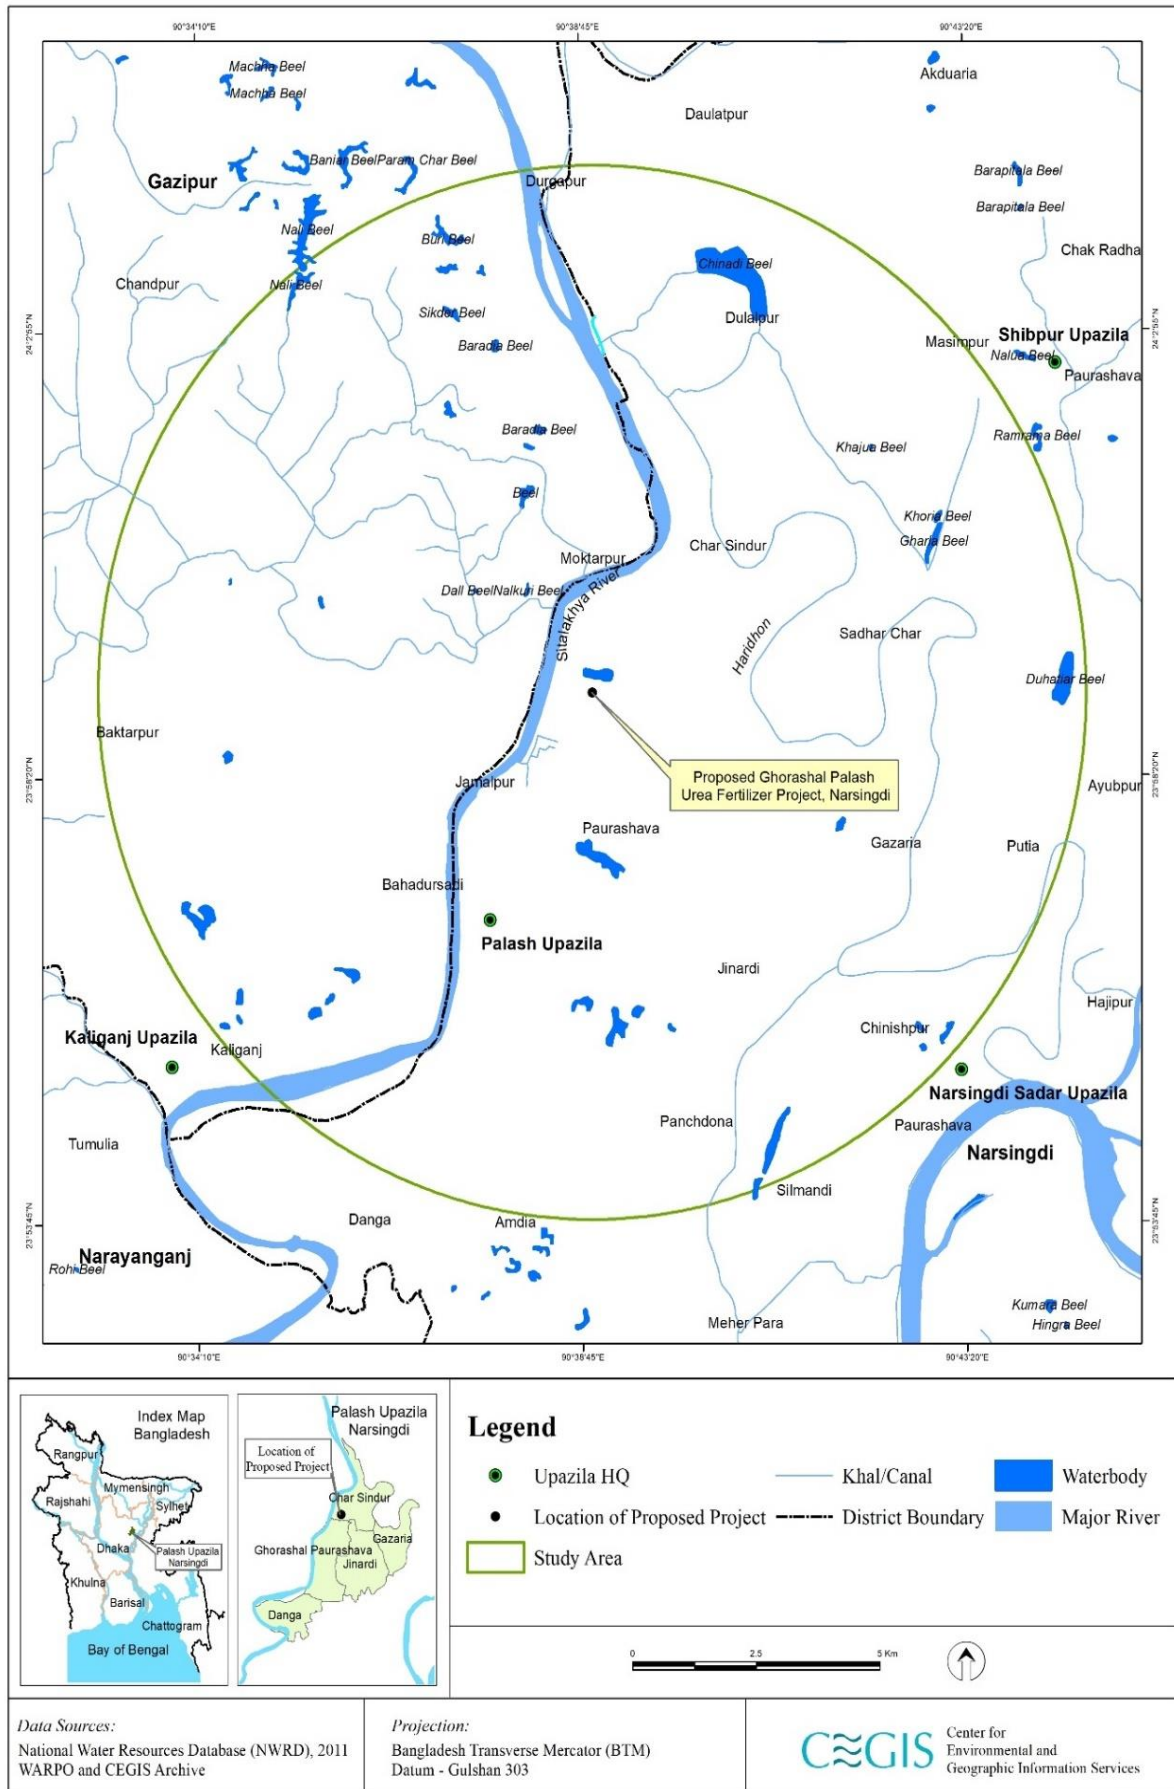 90°34'10"E
90°38'45"E
90°43'20"E
Machha Beel
Akduaria
Machha Beel
Daulatpur
Banian Beel
Param Char Beel
Barapitala Beel
Gazipur
Durgapur
Barapitala Beel
Nali Beel
Buri Beel
Chak Radha
Chinadi Beel
Chandpur
Nali Beel
Sikder Beel
Dulalpur
24°2'55"N
24°2'55"N
Shibpur Upazila
Masimpur
Baradia Beel
Nalua Beel
Paurashava
Baradia Beel
Ramrama Beel
Khajua Beel
Beel
Khoria Beel
Gharia Beel
Char Sindur
Moktarpur
Dall Beel
Nalkuri Beel
Sitalakhya River
Haridhon
Sadhar Char
Duhatiar Beel
Baktarpur
Proposed Ghorashal Palash
Urea Fertilizer Project, Narsingdi
23°58'20"N
23°58'20"N
Jamalpur
Ayubpur
Paurashava
Gazaria
Putia
Bahadursadi
Palash Upazila
Jinardi
Hajipur
Chinishpur
Kaliganj Upazila
Kaliganj
Narsingdi Sadar Upazila
Panchdona
Paurashava
Tumulia
Narsingdi
Silmandi
23°53'45"N
23°53'45"N
Danga
Amdia
Narayanganj
Rohi Beel
Kumara Beel
Meher Para
Hingra Beel
90°34'10"E
90°38'45"E
90°43'20"E
Index Map
Bangladesh
Rangpur
Mymensingh
Rajshahi
Sylhet
Dhaka
Palash Upazila
Narsingdi
Khulna
Barisal
Chattogram
Bay of Bengal
Palash Upazila
Narsingdi
Location of
Proposed Project
Char Sindur
Gazaria
Ghorashal Paurashava
Jinardi
Danga
Legend
Upazila HQ
Khal/Canal
Waterbody
Location of Proposed Project
District Boundary
Major River
Study Area
0
2.5
5 Km
Data Sources:
National Water Resources Database (NWRD), 2011
WARPO and CEGIS Archive
Projection:
Bangladesh Transverse Mercator (BTM)
Datum - Gulshan 303
CEGIS
Center for
Environmental and
Geographic Information Services